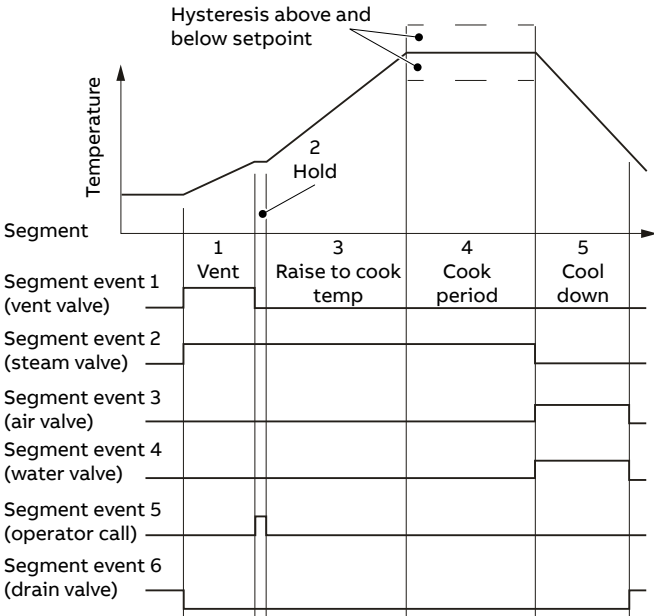 Hysteresis above and
below setpoint
Temperature
2
Hold
Segment
1
Vent
3
Raise to cook
temp
4
Cook
period
5
Cool
down
Segment event 1
(vent valve)
Segment event 2
(steam valve)
Segment event 3
(air valve)
Segment event 4
(water valve)
Segment event 5
(operator call)
Segment event 6
(drain valve)